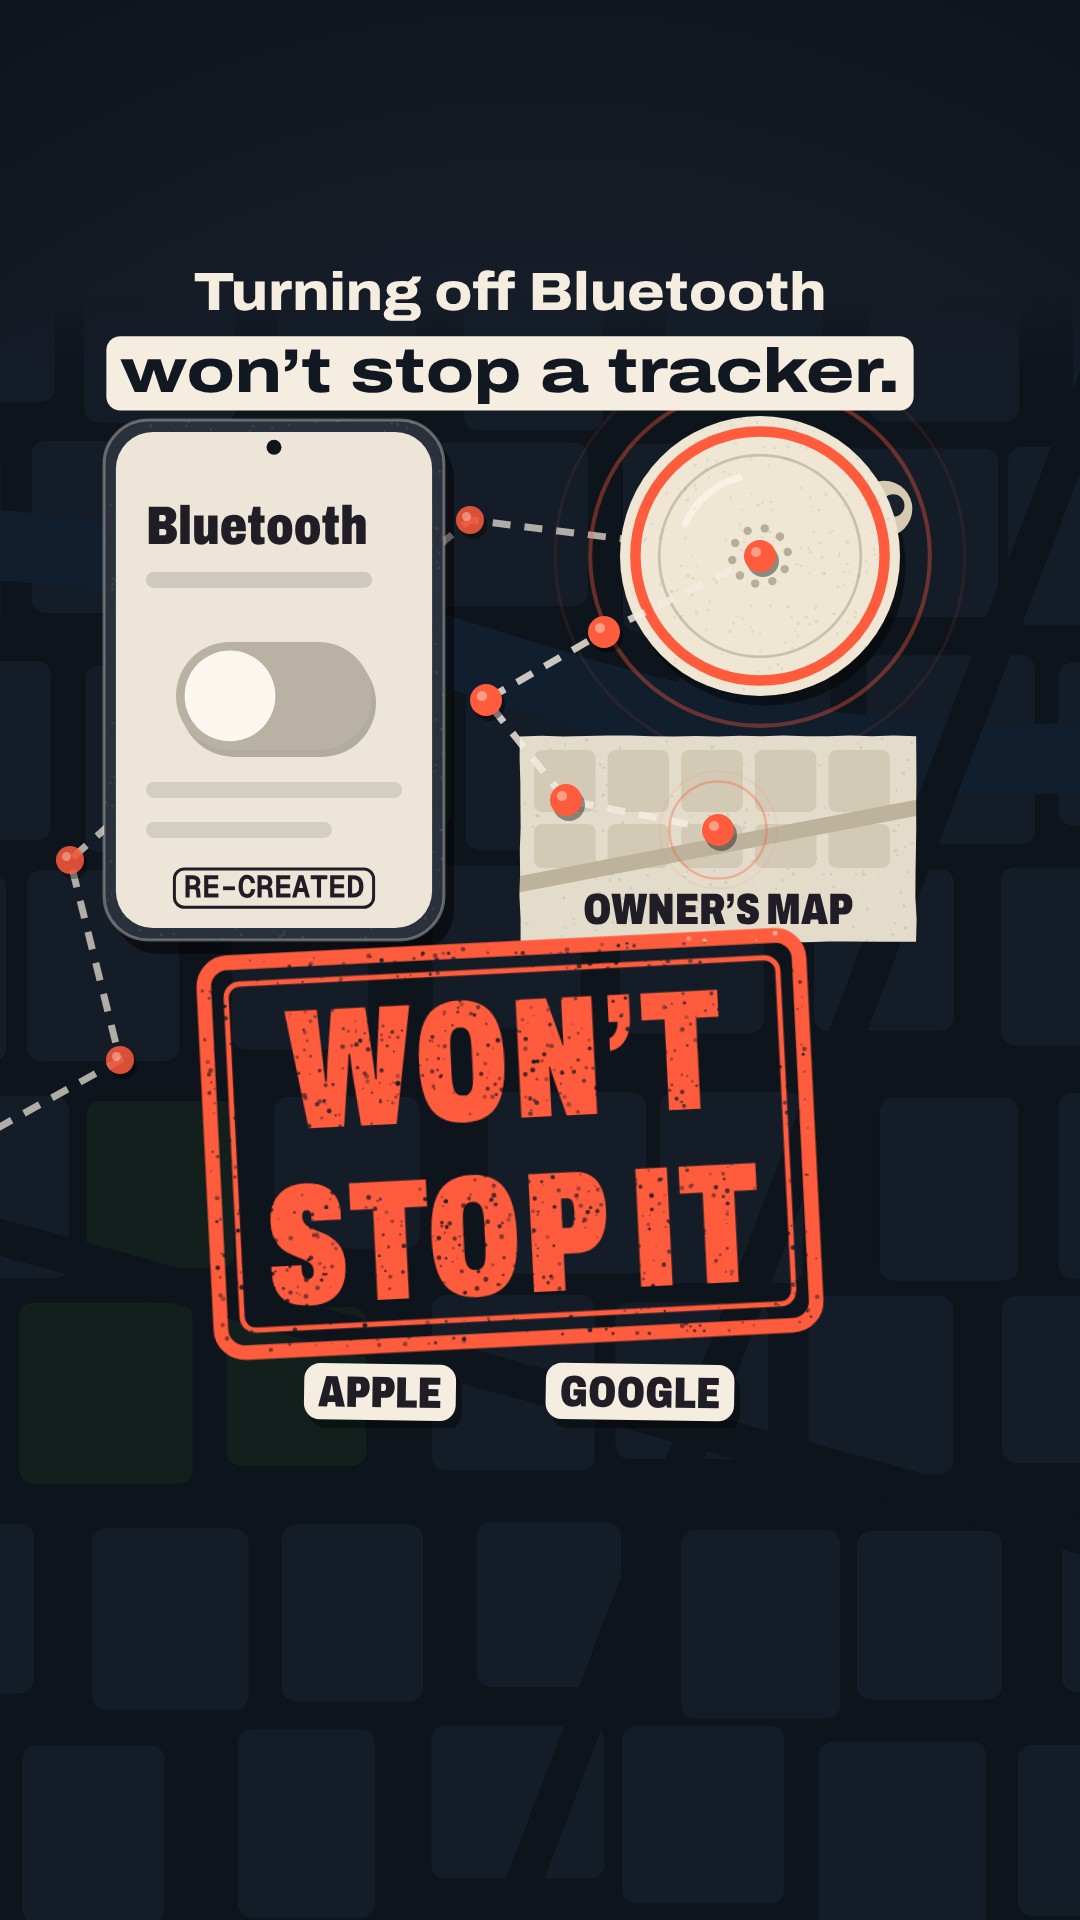 Turning off Bluetooth
won’t stop a tracker.
Bluetooth
RE-CREATED
OWNER’S MAP
WON’T
STOP IT
APPLE
GOOGLE